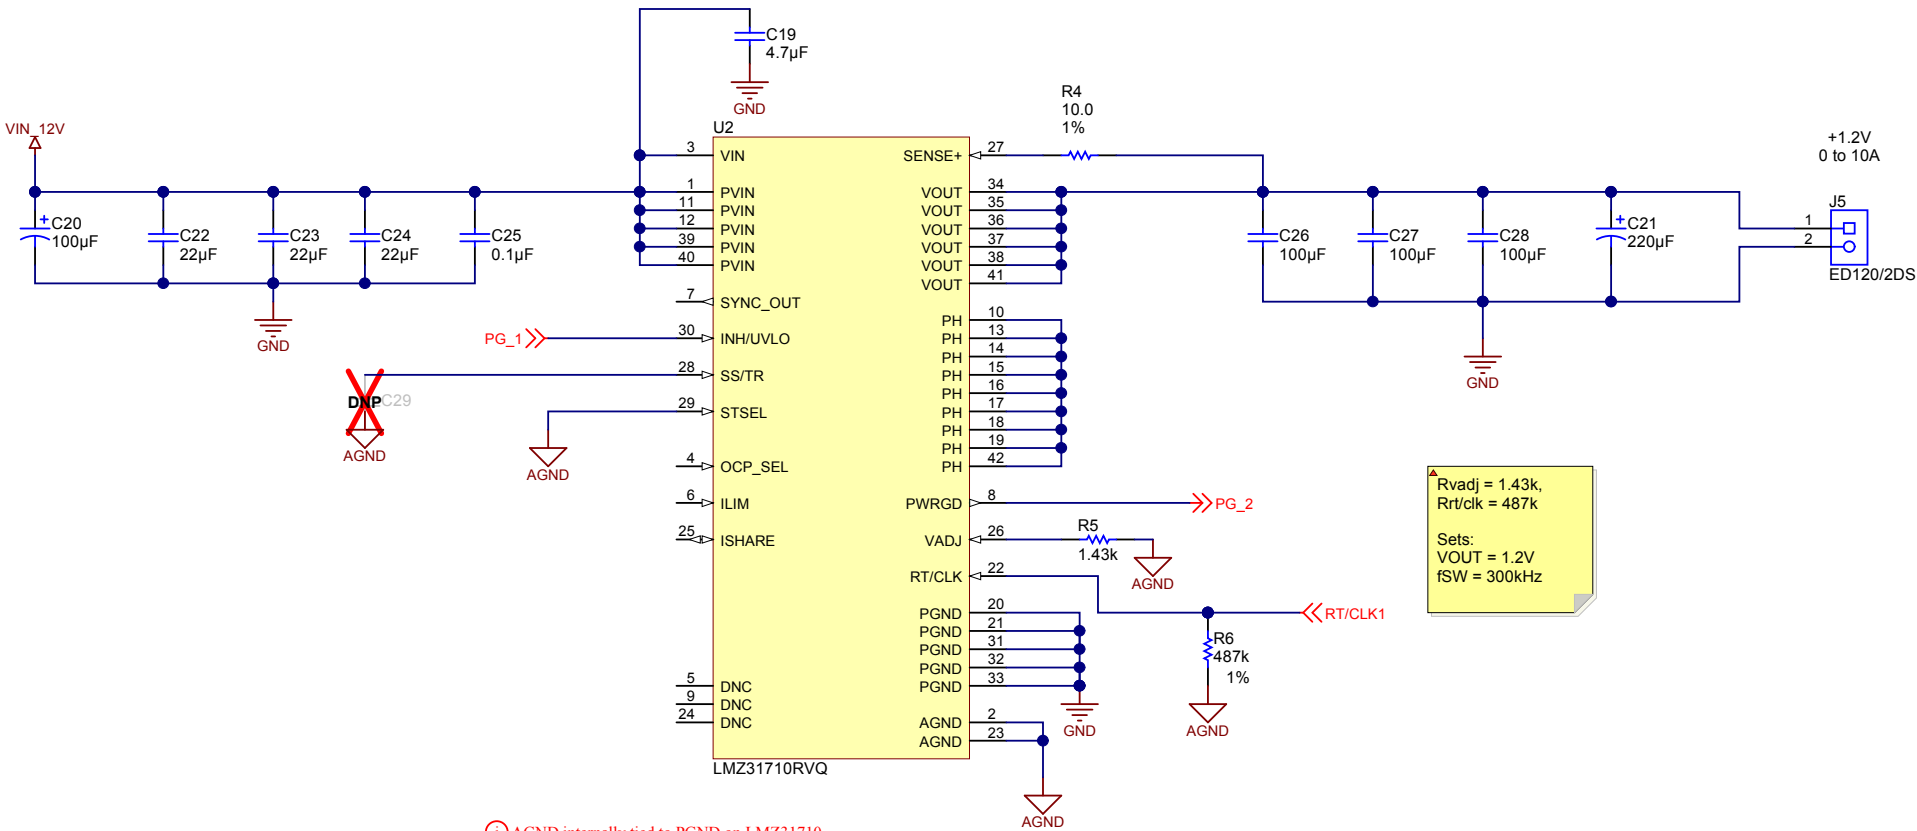 C19
4.7µF
GND
R4
10.0
1%
VIN_12V
U2
+1.2V
0 to 10A
3 VIN SENSE+ 27
1 PVIN VOUT 34
11 PVIN VOUT 35
12 PVIN VOUT 36
39 PVIN VOUT 37
40 PVIN VOUT 38
VOUT 41
C20
100µF
C22
22µF
C23
22µF
C24
22µF
C25
0.1µF
GND
C26
100µF
C27
100µF
C28
100µF
C21
220µF
GND
J5
1
2
ED120/2DS
7 SYNC_OUT
PH 10
PG_1 30 INH/UVLO PH 13
PH 14
28 SS/TR PH 15
PH 16
DNP C29
AGND
29 STSEL PH 17
AGND
PH 18
PH 19
4 OCP_SEL PH 42
6 ILIM PWRGD 8 PG_2
25 ISHARE VADJ 26
R5
1.43k
AGND
RT/CLK 22
RT/CLK1
R6
487k
1%
AGND
PGND 20
PGND 21
PGND 31
PGND 32
5 DNC PGND 33
GND
9 DNC
24 DNC AGND 2
AGND 23
AGND
LMZ31710RVQ
Rvadj = 1.43k,
Rrt/clk = 487k
Sets:
VOUT = 1.2V
fSW = 300kHz
AGND internally tied to PGND on LMZ31710